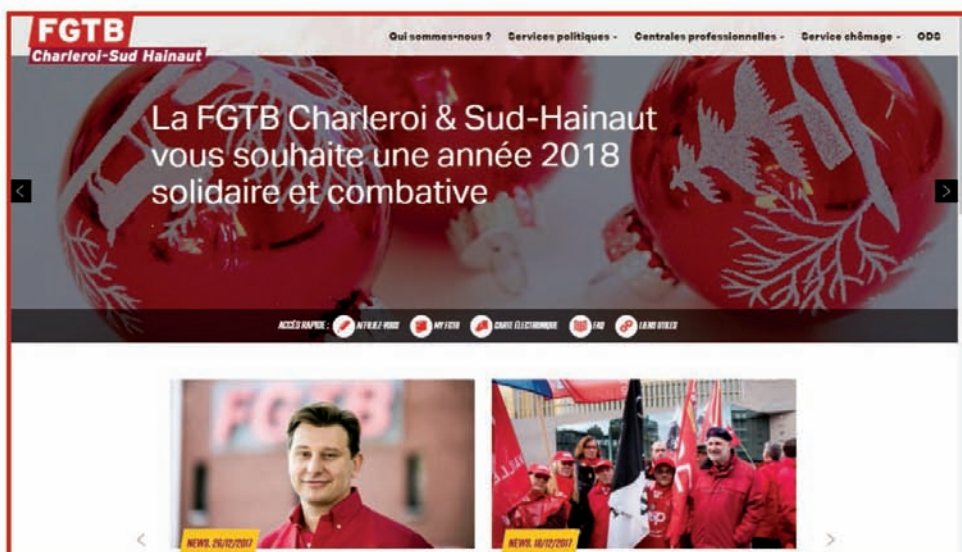 FGTB
Charleroi-Sud Hainaut
Qui sommes-nous ? Services politiques - Centrales professionnelles - Service chômage - ODS
La FGTB Charleroi & Sud-Hainaut
vous souhaite une année 2018
solidaire et combative
ACCÈS RAPIDE : AFFILIEZ-VOUS MY FGTB CARTE ÉLECTRONIQUE FAQ LIENS UTILES
FGTB
NEWS. 26/12/2017
NEWS. 18/12/2017